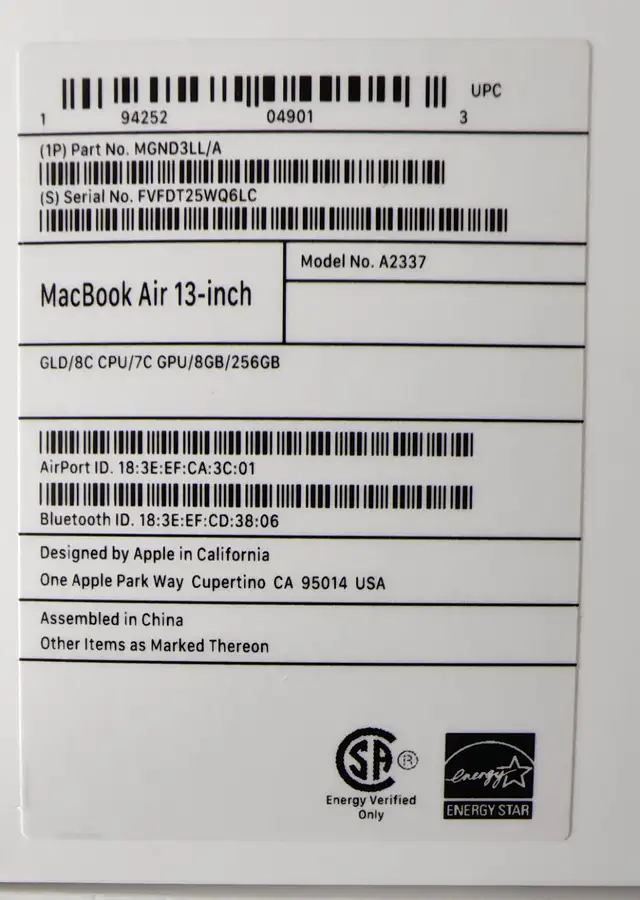 UPC
1 94252 04901 3
(1P) Part No. MGND3LL/A
(S) Serial No. FVFDT25WQ6LC
Model No. A2337
MacBook Air 13-inch
GLD/8C CPU/7C GPU/8GB/256GB
AirPort ID. 18:3E:EF:CA:3C:01
Bluetooth ID. 18:3E:EF:CD:38:06
Designed by Apple in California
One Apple Park Way Cupertino CA 95014 USA
Assembled in China
Other Items as Marked Thereon
SA ®
Energy Verified
Only
energy
ENERGY STAR